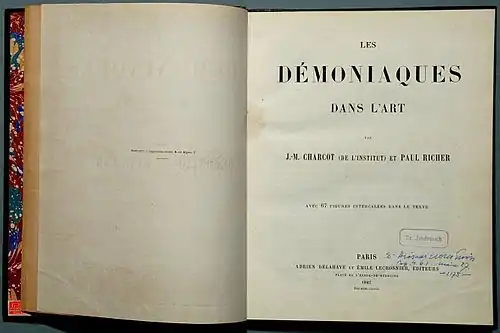 LES
DÉMONIAQUES
DANS L'ART
PAR
J.-M. CHARCOT (DE L'INSTITUT) ET PAUL RICHER
AVEC 67 FIGURES INTERCALÉES DANS LE TEXTE
PARIS
ADRIEN DELAHAYE ET ÉMILE LECROSNIER, ÉDITEURS
PLACE DE L'ÉCOLE-DE-MÉDECINE
1887